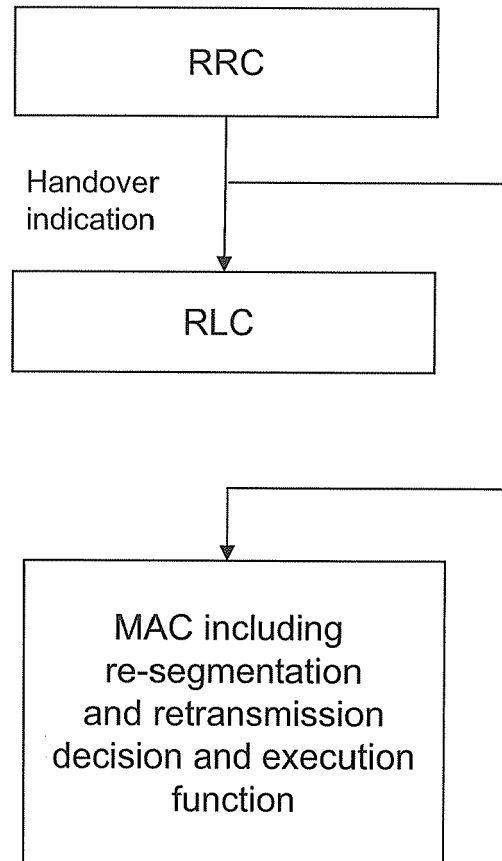 RRC
Handover
indication
RLC
MAC including
re-segmentation
and retransmission
decision and execution
function